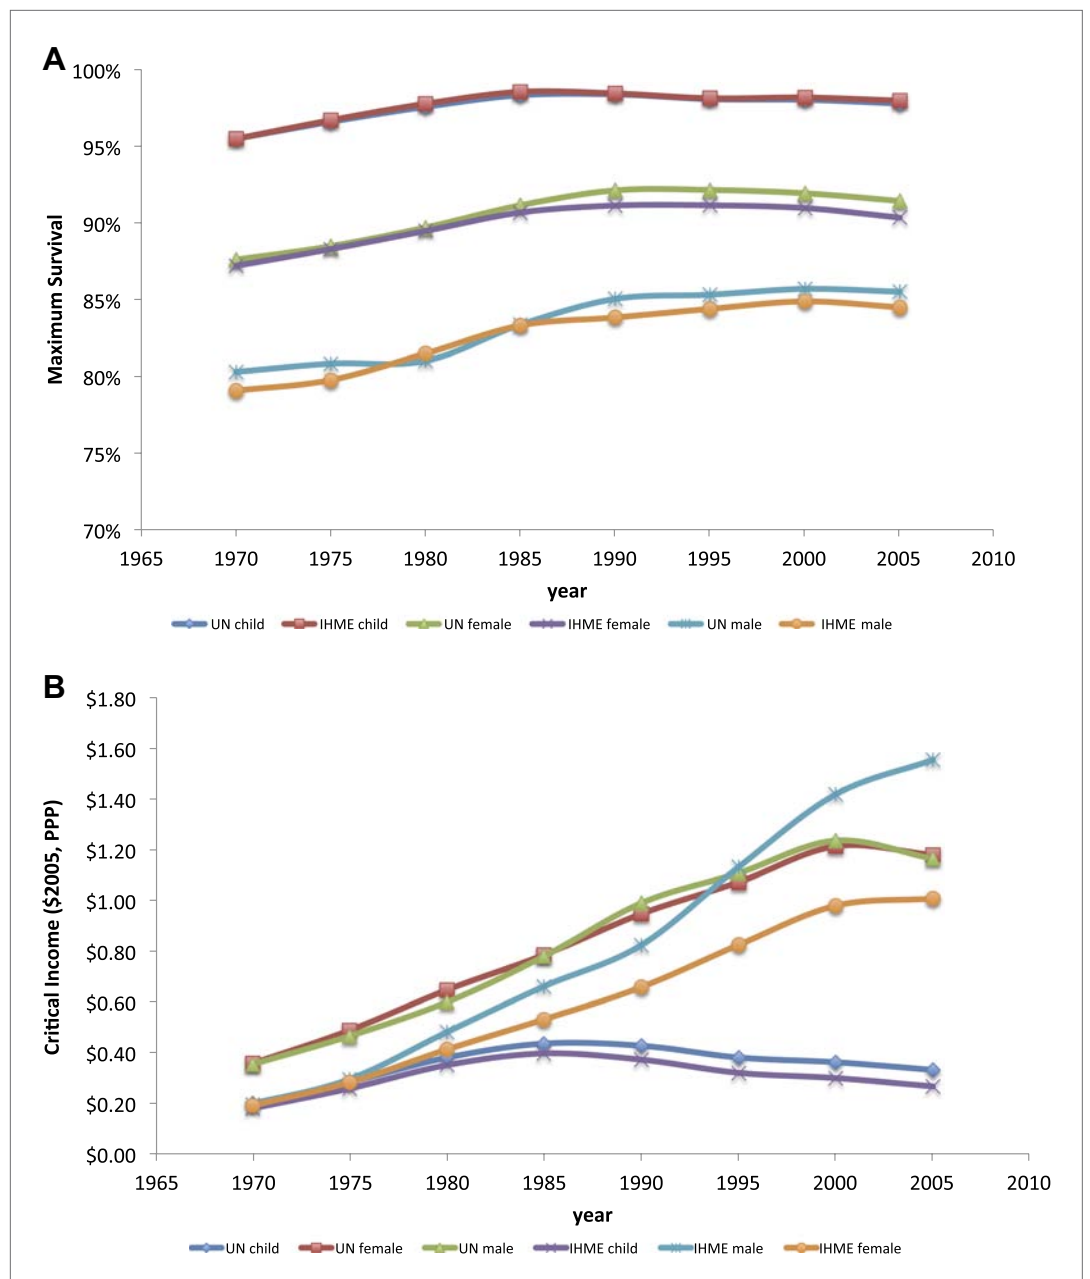 A
100%
95%
90%
85%
80%
75%
70%
Maximum Survival
1965 1970 1975 1980 1985 1990 1995 2000 2005 2010
year
UN child IHME child UN female IHME female UN male IHME male
B
$1.80
$1.60
$1.40
$1.20
$1.00
$0.80
$0.60
$0.40
$0.20
$0.00
Critical Income ($2005, PPP)
1965 1970 1975 1980 1985 1990 1995 2000 2005 2010
year
UN child UN female UN male IHME child IHME male IHME female